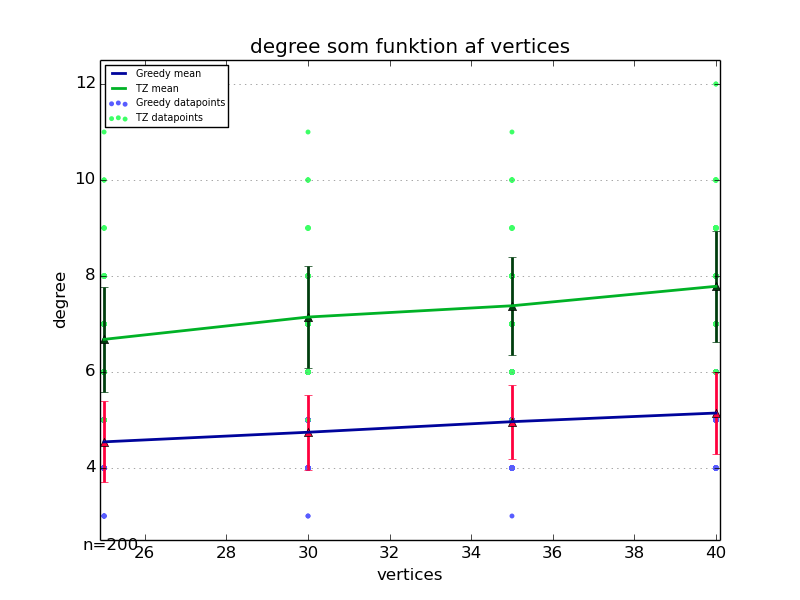 degree som funktion af vertices
Greedy mean
TZ mean
Greedy datapoints
TZ datapoints
12
10
8
6
4
degree
n=200
26 28 30 32 34 36 38 40
vertices